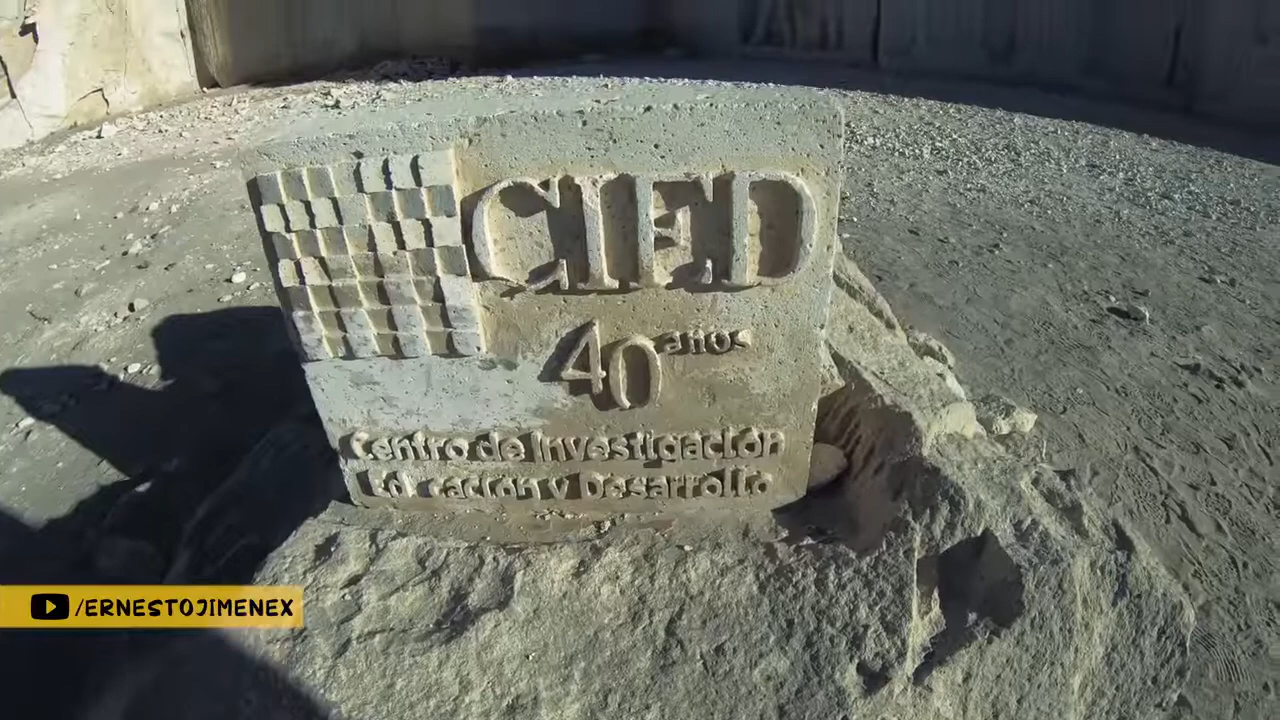 CIED
40 años
Centro de Investigación
Educación y Desarrollo
/ERNESTOJIMENEX